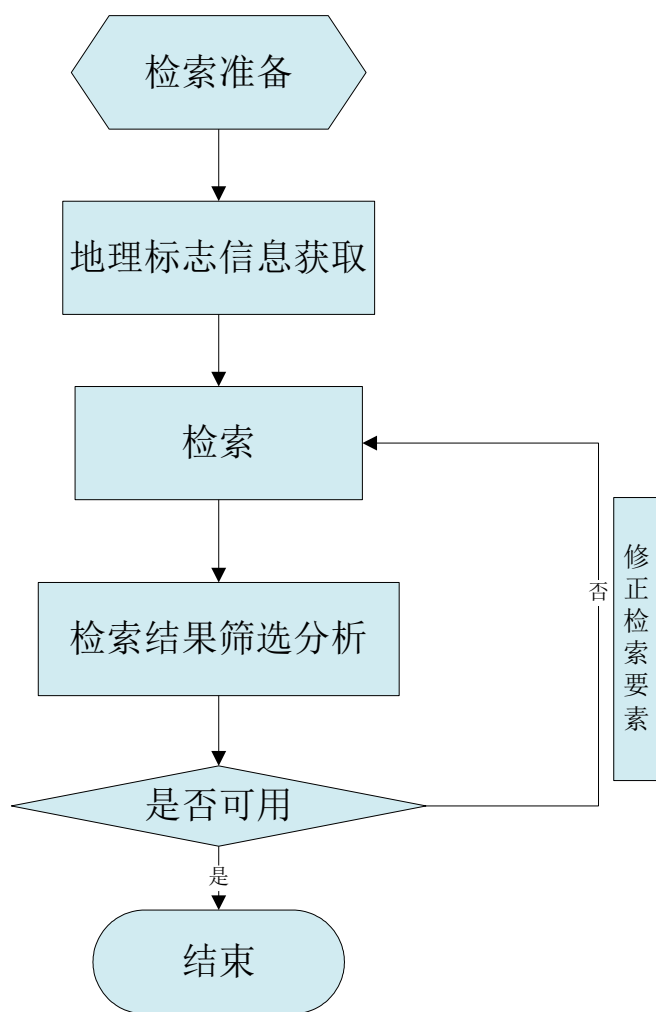 检索准备
地理标志信息获取
检索
检索结果筛选分析
否
修正检索要素
是否可用
是
结束